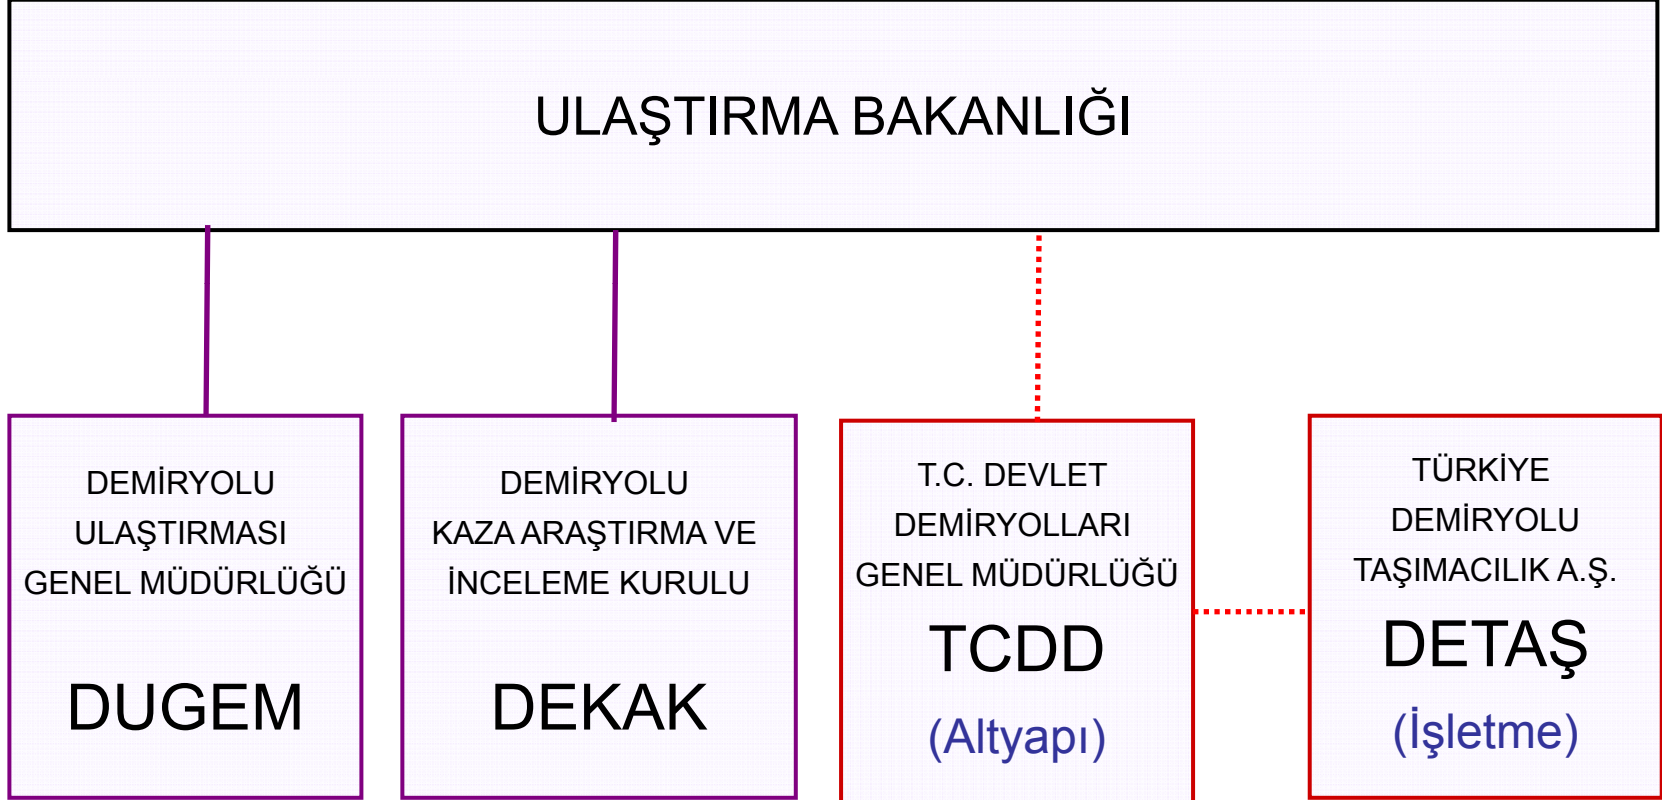 ULAŞTIRMA BAKANLIĞI
DEMİRYOLU
ULAŞTIRMASI
GENEL MÜDÜRLÜĞÜ
DUGEM
DEMİRYOLU
KAZA ARAŞTIRMA VE
İNCELEME KURULU
DEKAK
T.C. DEVLET
DEMİRYOLLARI
GENEL MÜDÜRLÜĞÜ
TCDD
(Altyapı)
TÜRKİYE
DEMİRYOLU
TAŞIMACILIK A.Ş.
DETAŞ
(İşletme)